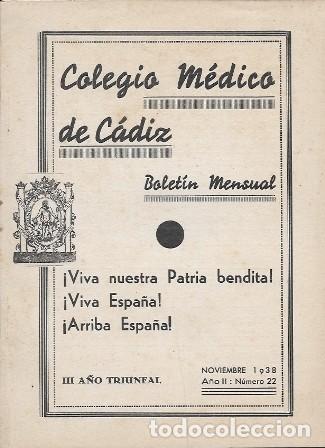 Colegio Médico
de Cádiz
Boletín Mensual
¡Viva nuestra Patria bendita!
¡Viva España!
¡Arriba España!
III AÑO TRIUNFAL
NOVIEMBRE 1938
Año II : Número 22
todocoleccion.net